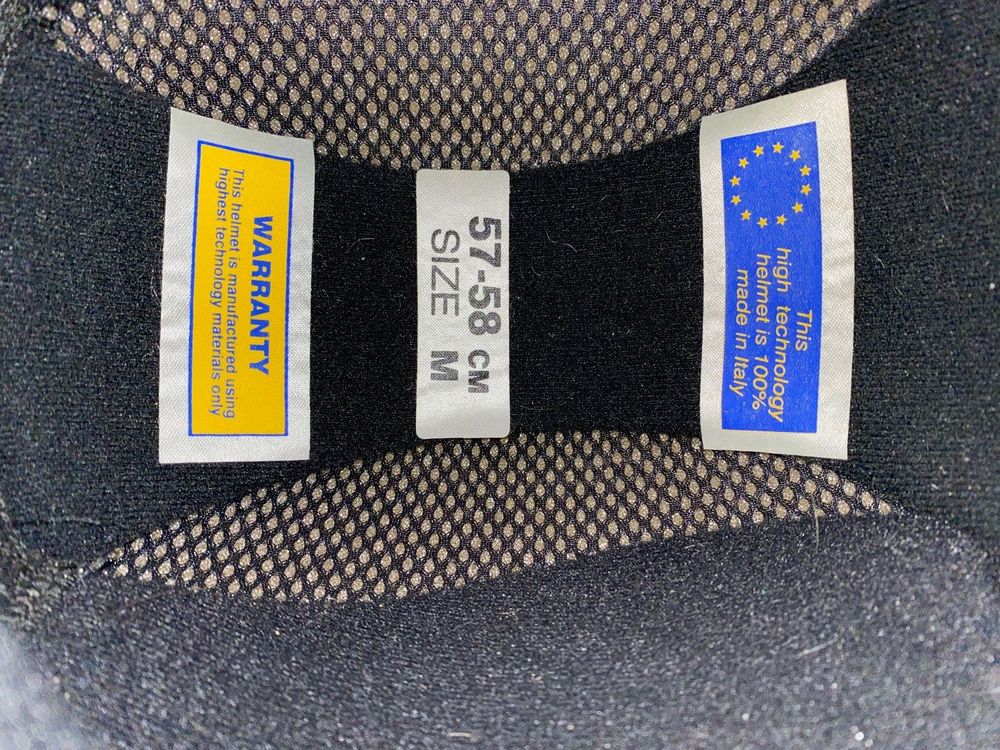 WARRANTY
This helmet is manufactured using
highest technology materials only
57-58 CM
SIZE M
This
high technology
helmet is 100%
made in Italy